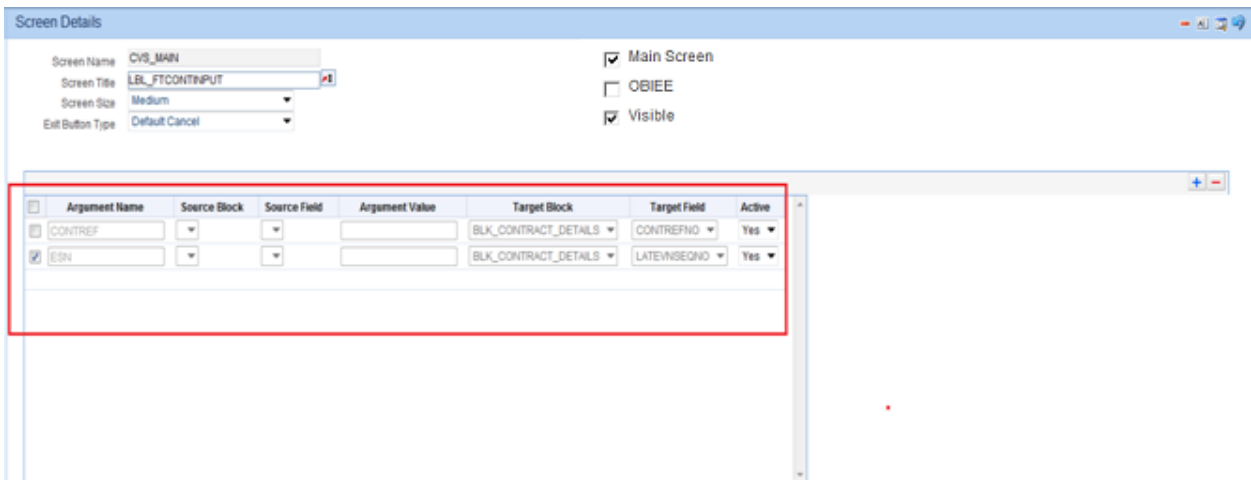 Screen Details
Screen Name CVS_MAIN
Main Screen
Screen Title LBL_FTCONTINPUT
OBIEE
Screen Size Medium
Exit Button Type Default Cancel
Visible
Argument Name Source Block Source Field Argument Value Target Block Target Field Active
CONTREF BLK_CONTRACT_DETAILS CONTREFNO Yes
ESN BLK_CONTRACT_DETAILS LATEVNSEQNO Yes